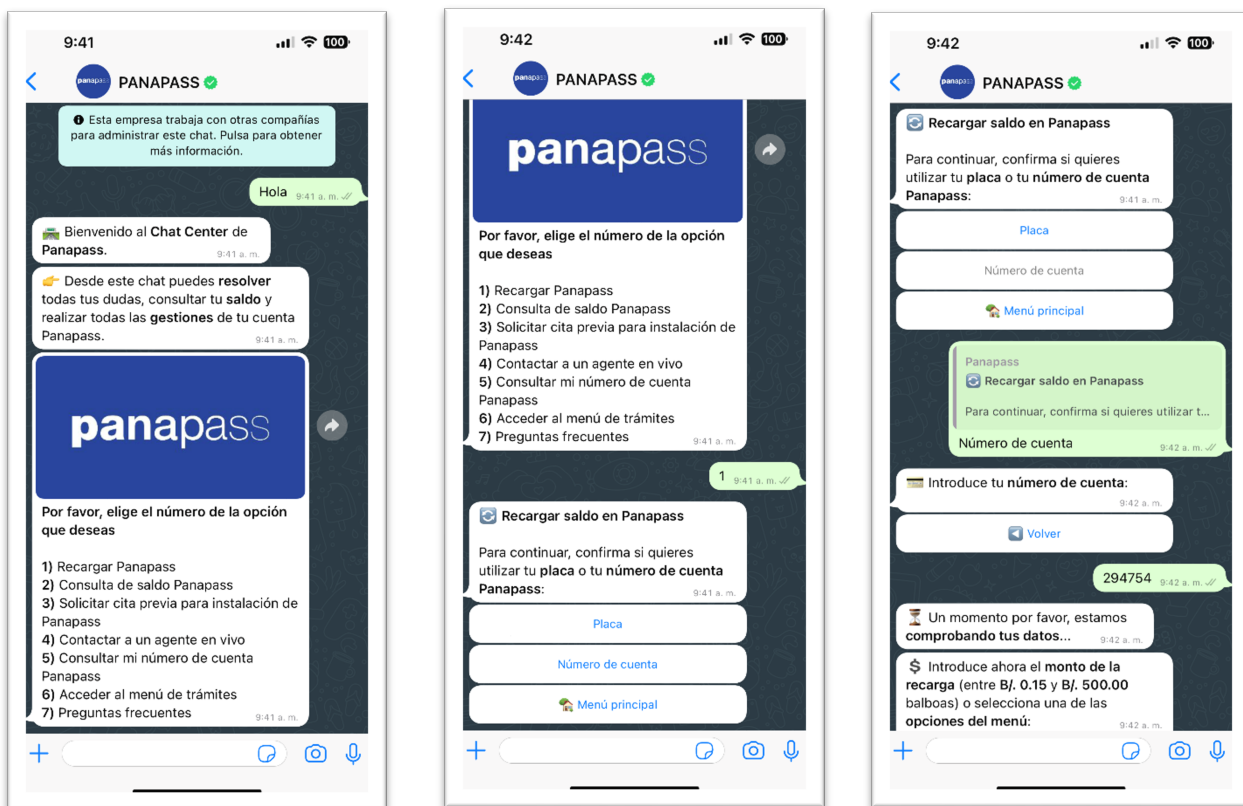 9:41
100
panapass
PANAPASS
Esta empresa trabaja con otras compañías
para administrar este chat. Pulsa para obtener
más información.
Hola 9:41 a. m.
Bienvenido al Chat Center de
Panapass. 9:41 a. m.
Desde este chat puedes resolver
todas tus dudas, consultar tu saldo y
realizar todas las gestiones de tu cuenta
Panapass. 9:41 a. m.
panapass
Por favor, elige el número de la opción
que deseas
1) Recargar Panapass
2) Consulta de saldo Panapass
3) Solicitar cita previa para instalación de
Panapass
4) Contactar a un agente en vivo
5) Consultar mi número de cuenta
Panapass
6) Acceder al menú de trámites
7) Preguntas frecuentes 9:41 a. m.
9:42
100
panapass
PANAPASS
panapass
Por favor, elige el número de la opción
que deseas
1) Recargar Panapass
2) Consulta de saldo Panapass
3) Solicitar cita previa para instalación de
Panapass
4) Contactar a un agente en vivo
5) Consultar mi número de cuenta
Panapass
6) Acceder al menú de trámites
7) Preguntas frecuentes 9:41 a. m.
1 9:41 a. m.
Recargar saldo en Panapass
Para continuar, confirma si quieres
utilizar tu placa o tu número de cuenta
Panapass: 9:41 a. m.
Placa
Número de cuenta
Menú principal
9:42
100
panapass
PANAPASS
Recargar saldo en Panapass
Para continuar, confirma si quieres
utilizar tu placa o tu número de cuenta
Panapass: 9:41 a. m.
Placa
Número de cuenta
Menú principal
Panapass
Recargar saldo en Panapass
Para continuar, confirma si quieres utilizar t...
Número de cuenta 9:42 a. m.
Introduce tu número de cuenta:
9:42 a. m.
Volver
294754 9:42 a. m.
Un momento por favor, estamos
comprobando tus datos... 9:42 a. m.
$ Introduce ahora el monto de la
recarga (entre B/. 0.15 y B/. 500.00
balboas) o selecciona una de las
opciones del menú: 9:42 a. m.